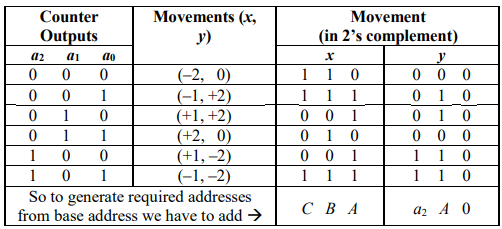 Counter Outputs Movements (x, y) Movement (in 2's complement)
a2 a1 a0 x y
0 0 0 (−2, 0) 1 1 0 0 0 0
0 0 1 (−1, +2) 1 1 1 0 1 0
0 1 0 (+1, +2) 0 0 1 0 1 0
0 1 1 (+2, 0) 0 1 0 0 0 0
1 0 0 (+1, −2) 0 0 1 1 1 0
1 0 1 (−1, −2) 1 1 1 1 1 0
So to generate required addresses
from base address we have to add → C B A a2 A 0